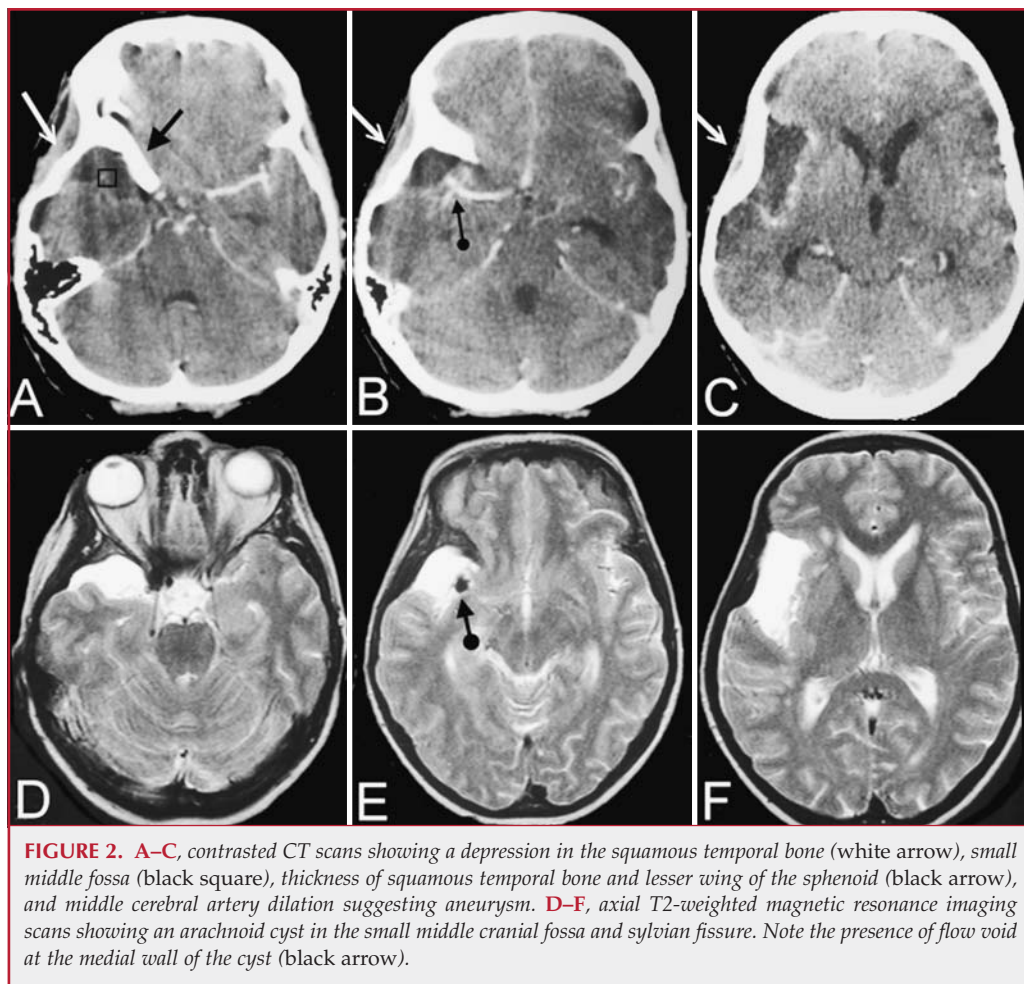 A
B
C
D
E
F
FIGURE 2. A–C, contrasted CT scans showing a depression in the squamous temporal bone (white arrow), small
middle fossa (black square), thickness of squamous temporal bone and lesser wing of the sphenoid (black arrow),
and middle cerebral artery dilation suggesting aneurysm. D–F, axial T2-weighted magnetic resonance imaging
scans showing an arachnoid cyst in the small middle cranial fossa and sylvian fissure. Note the presence of flow void
at the medial wall of the cyst (black arrow).